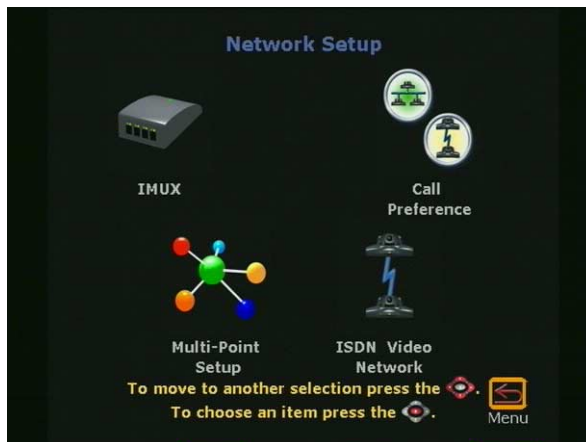 Network Setup
IMUX
Call
Preference
Multi-Point
Setup
ISDN Video
Network
To move to another selection press the .
To choose an item press the .
Menu